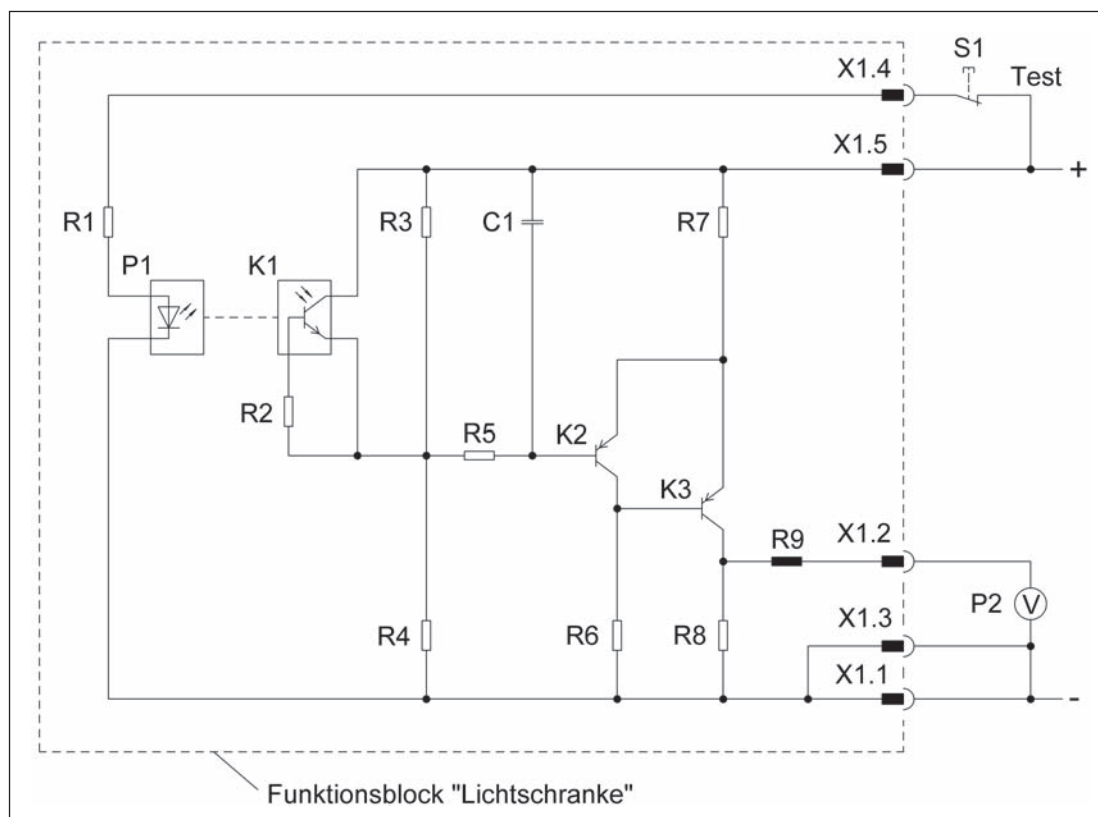 S1
X1.4
Test
X1.5
+
R1
R3
C1
R7
P1
K1
R2
R5
K2
K3
R9
X1.2
P2
V
R4
R6
R8
X1.3
X1.1
-
Funktionsblock "Lichtschranke"